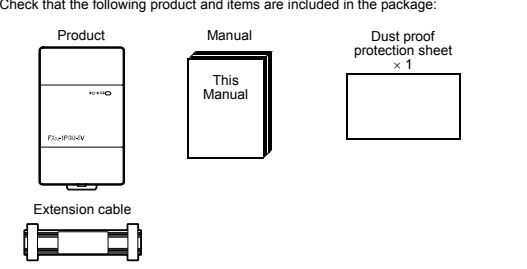 Check that the following product and items are included in the package:
Product
Manual
Dust proof
protection sheet
× 1
This
Manual
Extension cable